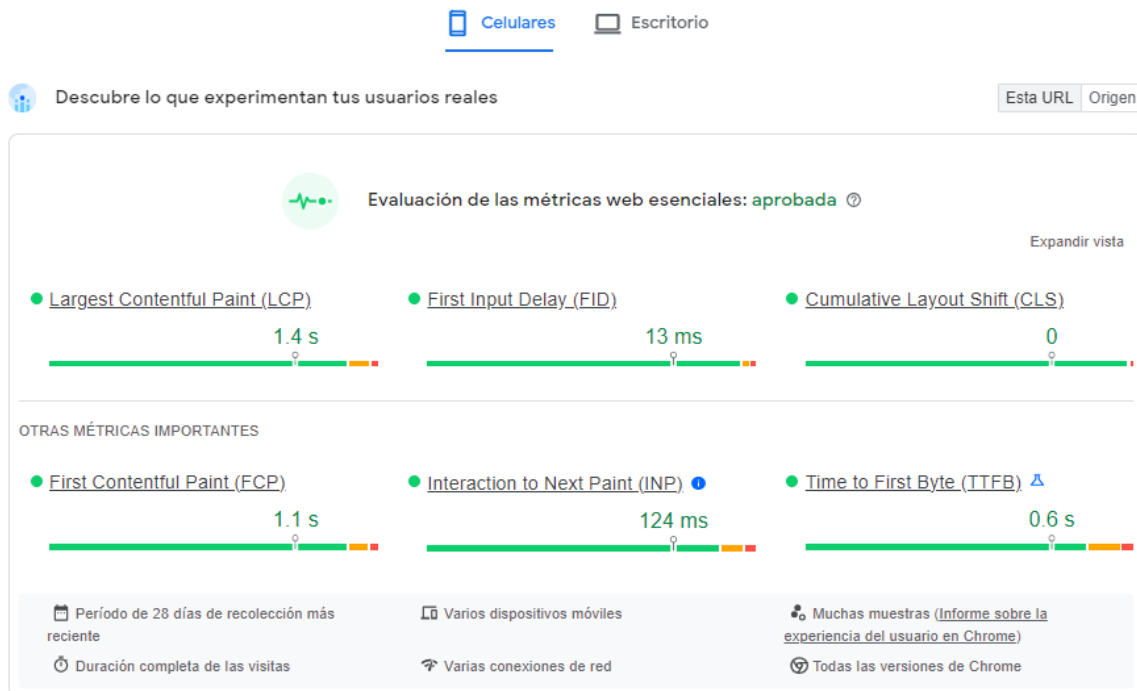 Celulares
Escritorio
Descubre lo que experimentan tus usuarios reales
Esta URL
Origen
Evaluación de las métricas web esenciales: aprobada
Expandir vista
Largest Contentful Paint (LCP)
1.4 s
First Input Delay (FID)
13 ms
Cumulative Layout Shift (CLS)
0
OTRAS MÉTRICAS IMPORTANTES
First Contentful Paint (FCP)
1.1 s
Interaction to Next Paint (INP)
124 ms
Time to First Byte (TTFB)
0.6 s
Período de 28 días de recolección más
reciente
Varios dispositivos móviles
Muchas muestras (Informe sobre la
experiencia del usuario en Chrome)
Duración completa de las visitas
Varias conexiones de red
Todas las versiones de Chrome